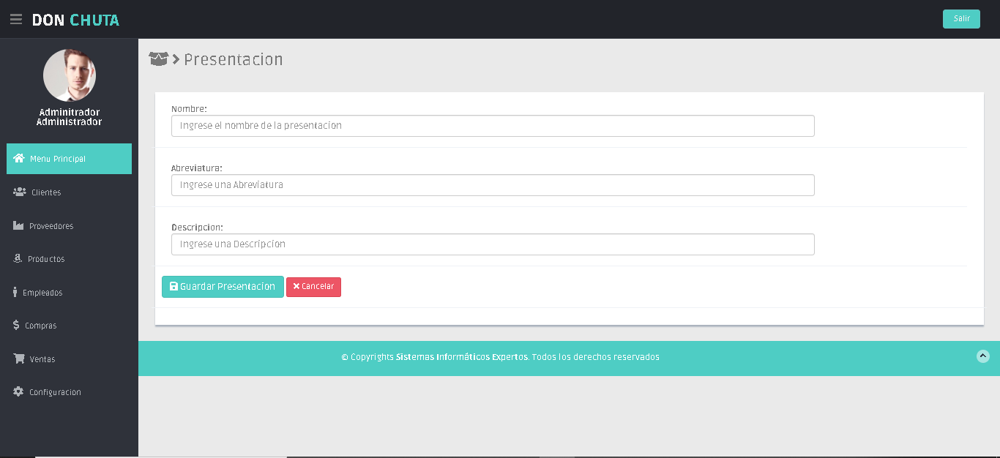 DON CHUTA
Salir
Adminitrador
Administrador
Menu Principal
Clientes
Proveedores
Productos
Empleados
Compras
Ventas
Configuracion
Presentacion
Nombre:
Ingrese el nombre de la presentacion
Abreviatura:
Ingrese una Abreviatura
Descripcion:
Ingrese una Descripcion
Guardar Presentacion Cancelar
© Copyrights Sistemas Informáticos Expertos. Todos los derechos reservados